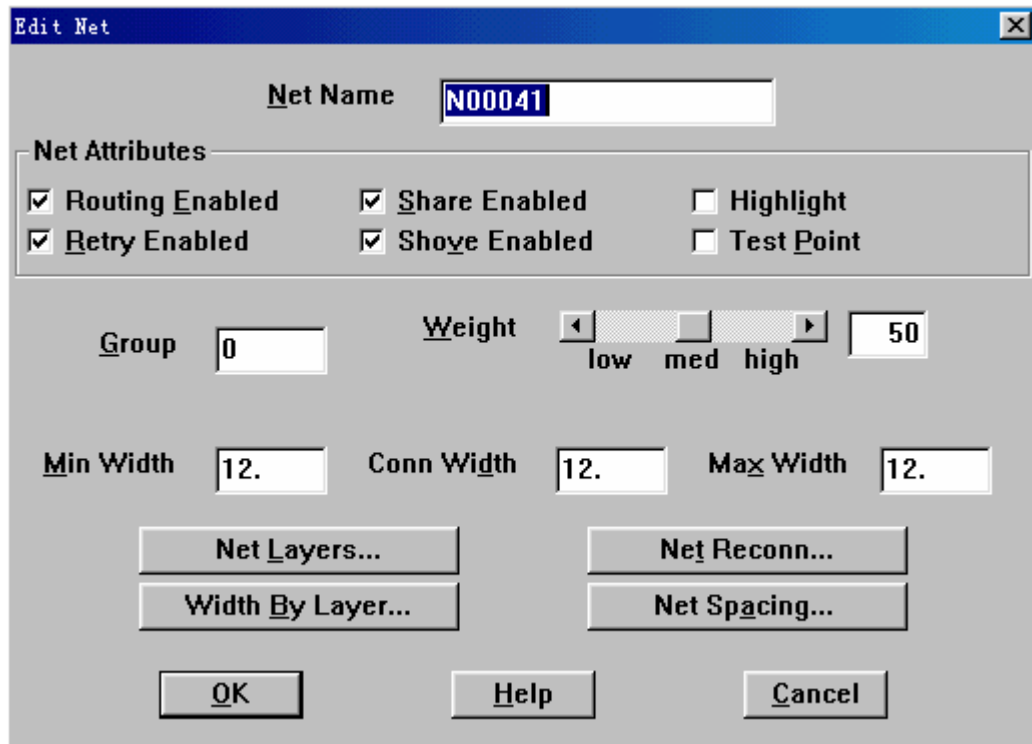 Edit Net
Net Name N00041
Net Attributes
Routing Enabled Share Enabled Highlight
Retry Enabled Shove Enabled Test Point
Group 0 Weight 50
low med high
Min Width 12. Conn Width 12. Max Width 12.
Net Layers... Net Reconn...
Width By Layer... Net Spacing...
OK Help Cancel